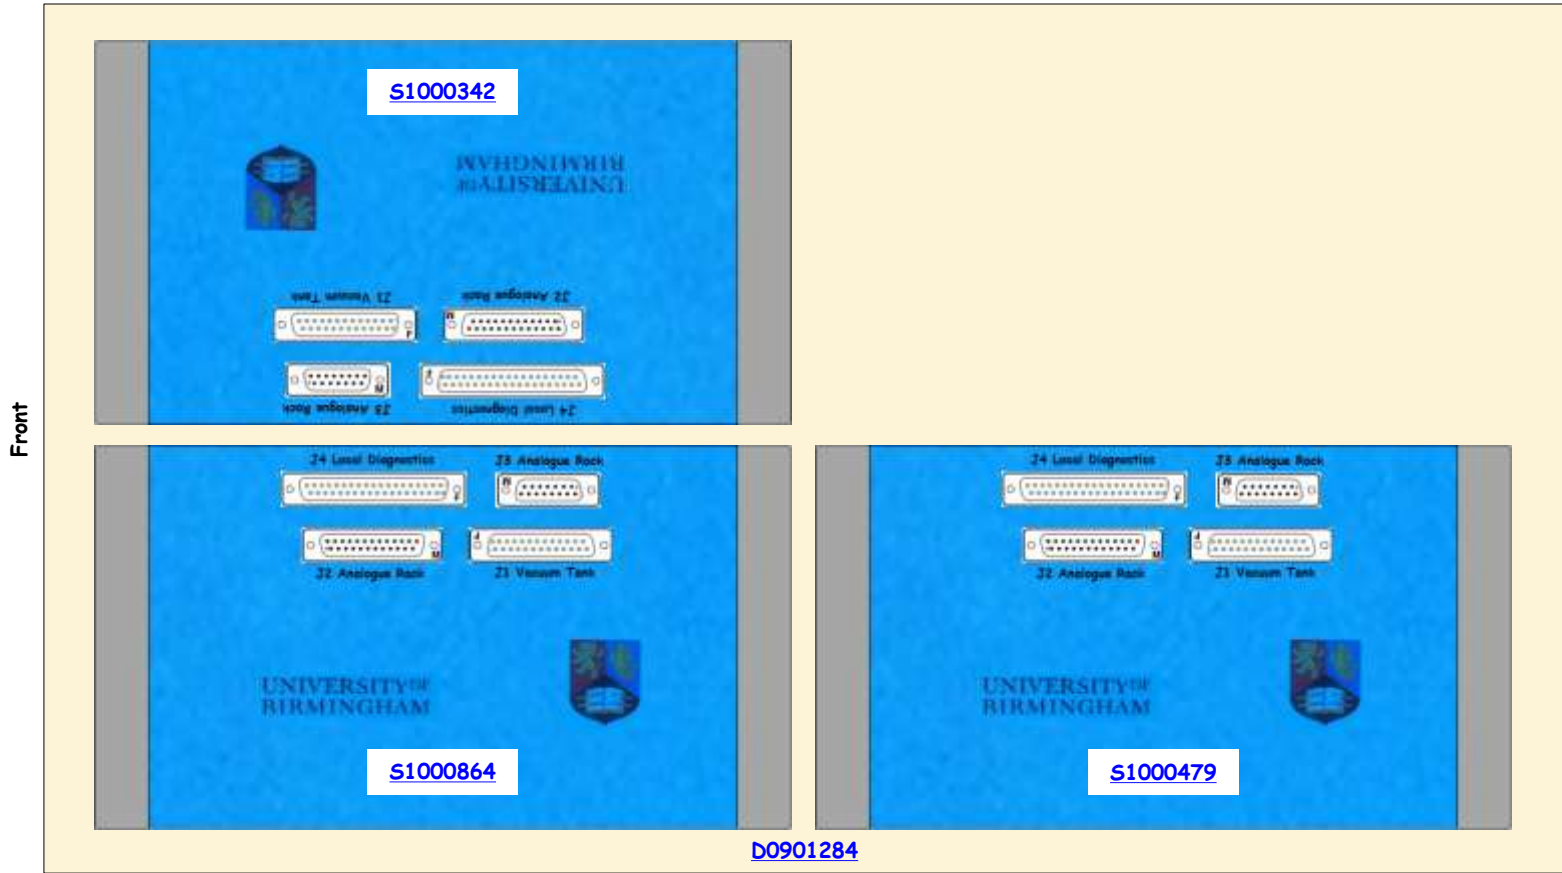 Front
S1000342
UNIVERSITY OF
BIRMINGHAM
J1 Vacuum Tank
J2 Analogue Rack
F
M
M
F
J3 Analogue Rack
J4 Local Diagnostics
J4 Local Diagnostics
J3 Analogue Rack
F
M
M
F
J2 Analogue Rack
J1 Vacuum Tank
UNIVERSITY OF
BIRMINGHAM
S1000864
J4 Local Diagnostics
J3 Analogue Rack
F
M
M
F
J2 Analogue Rack
J1 Vacuum Tank
UNIVERSITY OF
BIRMINGHAM
S1000479
D0901284